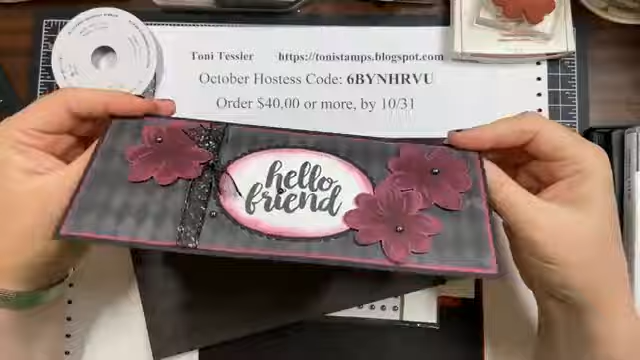 Toni Tessler https://tonistamps.blogspot.com
October Hostess Code: 6BYNHRVU
Order $40.00 or more, by 10/31
hello
friend